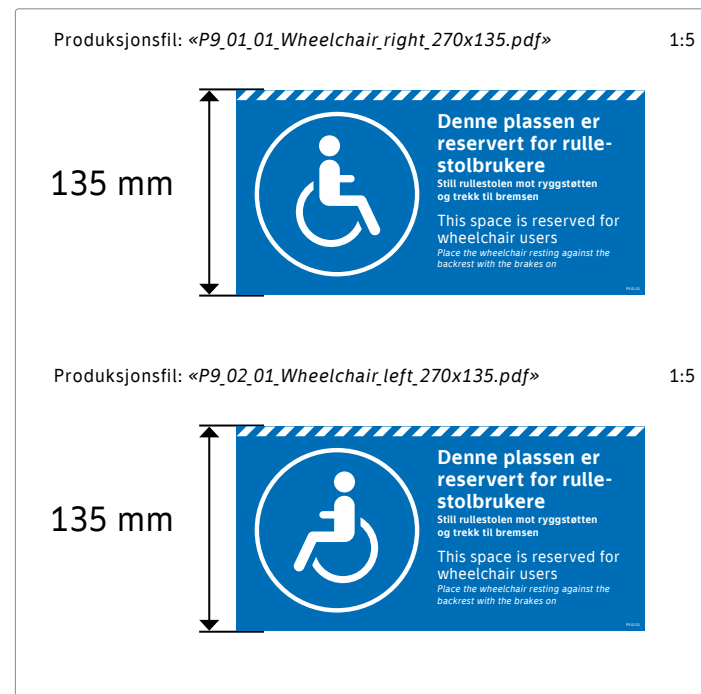 Produksjonsfil: «P9_01_01_Wheelchair_right_270x135.pdf» 1:5
135 mm
Denne plassen er
reservert for rulle-
stolbrukere
Still rullestolen mot ryggstøtten
og trekk til bremsen
This space is reserved for
wheelchair users
Place the wheelchair resting against the
backrest with the brakes on
Produksjonsfil: «P9_02_01_Wheelchair_left_270x135.pdf» 1:5
135 mm
Denne plassen er
reservert for rulle-
stolbrukere
Still rullestolen mot ryggstøtten
og trekk til bremsen
This space is reserved for
wheelchair users
Place the wheelchair resting against the
backrest with the brakes on